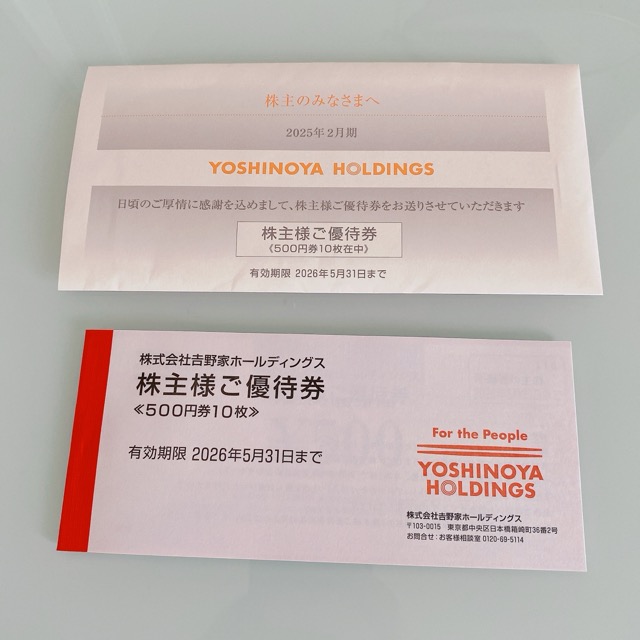 株主のみなさまへ
2025年2月期
YOSHINOYA HOLDINGS
日頃のご厚情に感謝を込めまして、株主様ご優待券をお送りさせていただきます
株主様ご優待券
《500円券10枚在中》
有効期限 2026年5月31日まで
株式会社吉野家ホールディングス
株主様ご優待券
≪500円券10枚≫
有効期限 2026年5月31日まで
For the People
YOSHINOYA
HOLDINGS
株式会社吉野家ホールディングス
〒103-0015 東京都中央区日本橋箱崎町36番2号
お問合せ:お客様相談室 0120-69-5114